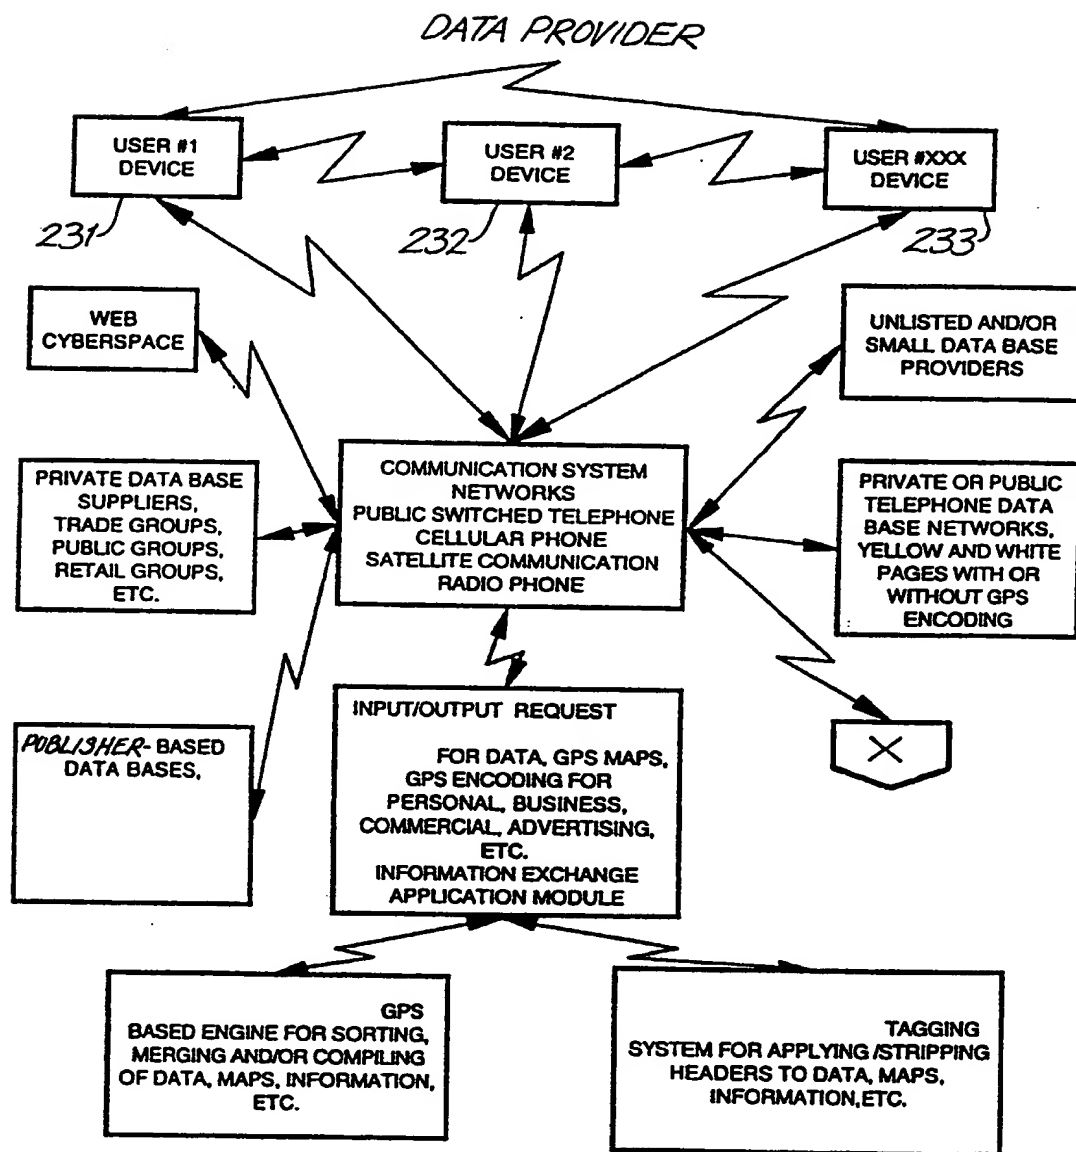 DATA PROVIDER
USER #1
DEVICE
USER #2
DEVICE
USER #XXX
DEVICE
231
232
233
WEB
CYBERSPACE
UNLISTED AND/OR
SMALL DATA BASE
PROVIDERS
PRIVATE DATA BASE
SUPPLIERS,
TRADE GROUPS,
PUBLIC GROUPS,
RETAIL GROUPS,
ETC.
COMMUNICATION SYSTEM
NETWORKS
PUBLIC SWITCHED TELEPHONE
CELLULAR PHONE
SATELLITE COMMUNICATION
RADIO PHONE
PRIVATE OR PUBLIC
TELEPHONE DATA
BASE NETWORKS,
YELLOW AND WHITE
PAGES WITH OR
WITHOUT GPS
ENCODING
PUBLISHER-BASED
DATA BASES,
INPUT/OUTPUT REQUEST
FOR DATA, GPS MAPS,
GPS ENCODING FOR
PERSONAL, BUSINESS,
COMMERCIAL, ADVERTISING,
ETC.
INFORMATION EXCHANGE
APPLICATION MODULE
X
GPS
BASED ENGINE FOR SORTING,
MERGING AND/OR COMPILING
OF DATA, MAPS, INFORMATION,
ETC.
TAGGING
SYSTEM FOR APPLYING/STRIPPING
HEADERS TO DATA, MAPS,
INFORMATION,ETC.